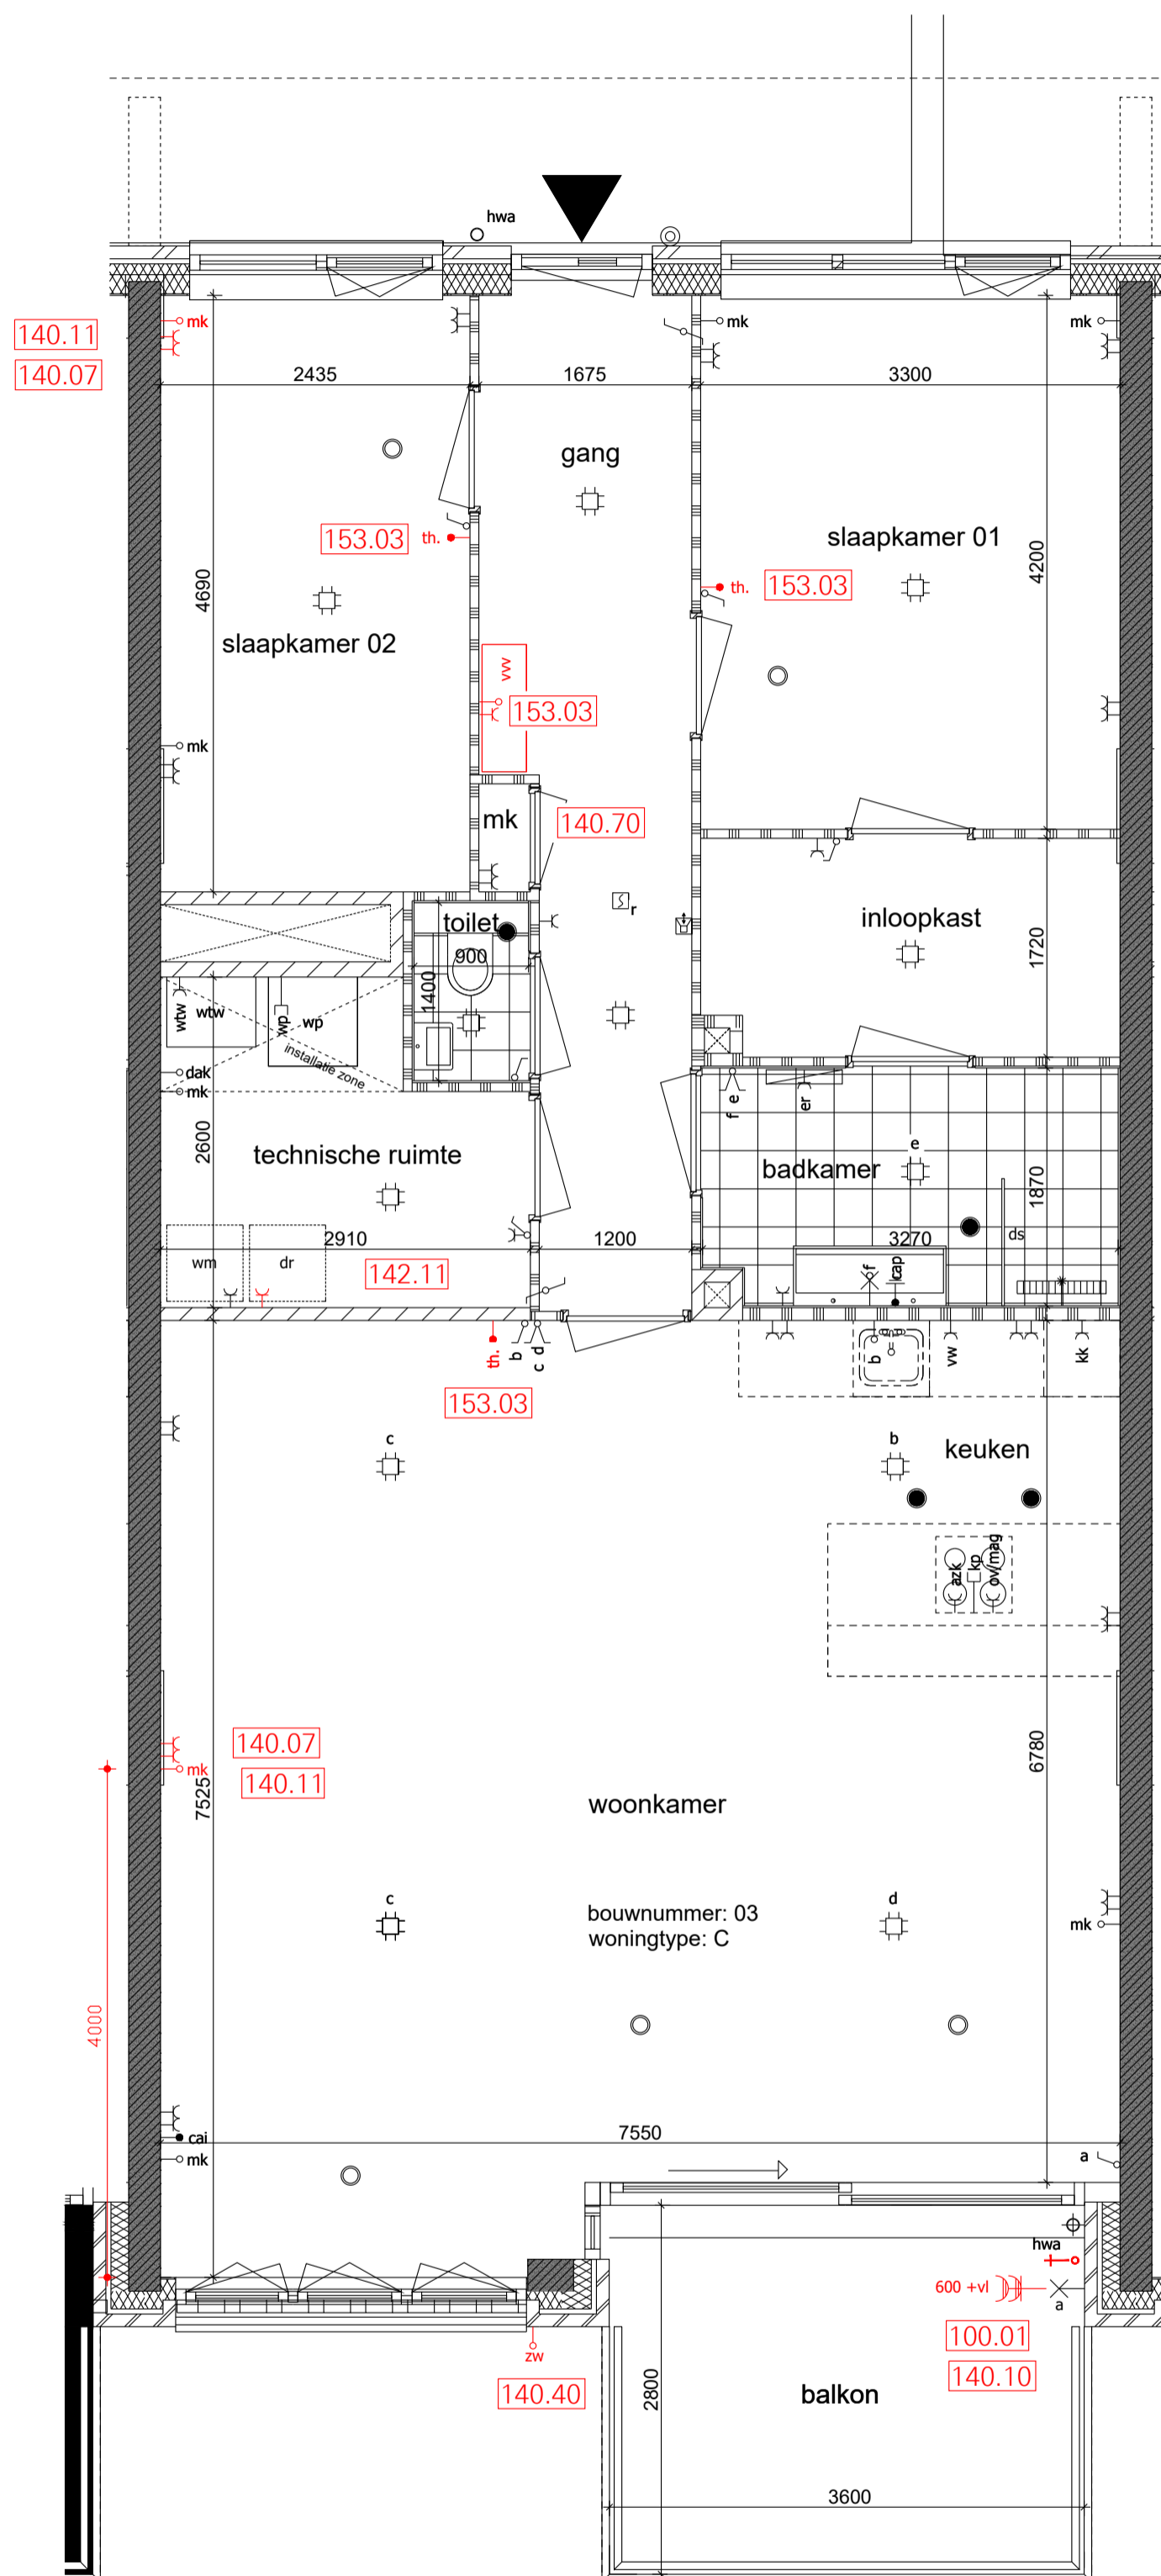 hwa
140.11
140.07
mk
mk
mk
2435
1675
3300
gang
153.03
th.
slaapkamer 01
4200
th.
153.03
4690
slaapkamer 02
vvv
153.03
mk
mk
140.70
toilet
r
inloopkast
900
1400
1720
wtw
wtw
wp
wp
installatie zone
dak
mk
f
e
er
2600
technische ruimte
badkamer
e
1870
2910
1200
3270
ds
wm
dr
142.11
f
cap
th.
b
c
d
b
vw
kk
153.03
c
b
keuken
azk
kp
ov/mag
140.07
mk
140.11
7525
6780
woonkamer
c
d
bouwnummer: 03
woningtype: C
mk
4000
cai
7550
mk
a
hwa
600 +vl
a
zw
100.01
140.40
140.10
2800
balkon
3600